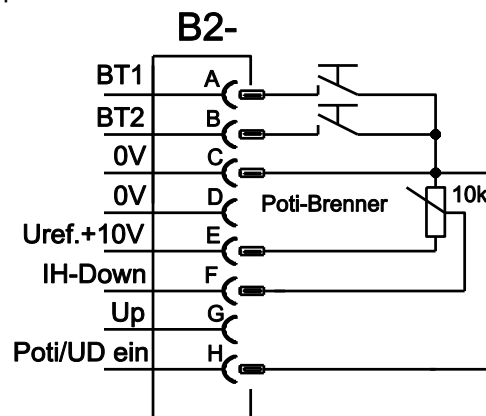 B2-
BT1 A
BT2 B
0V C
0V D Poti-Brenner 10k
Uref.+10V E
IH-Down F
Up G
Poti/UD ein H